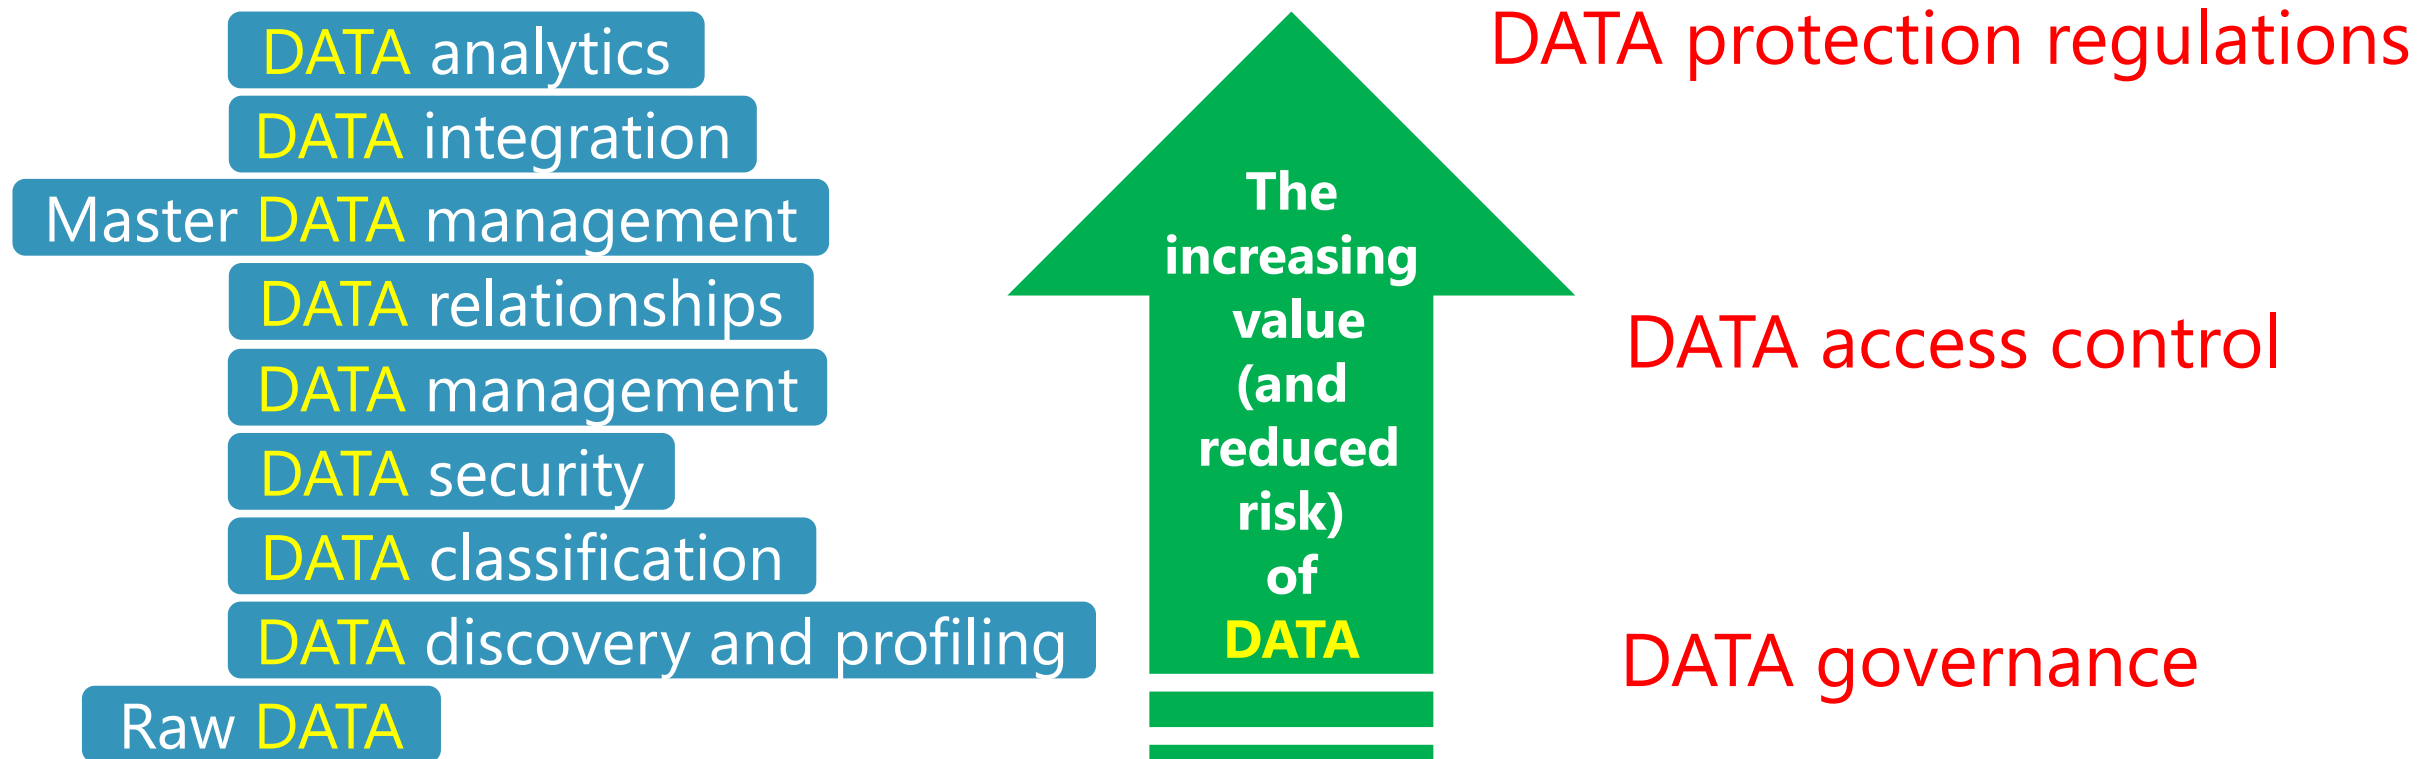 DATA analytics
DATA integration
Master DATA management
DATA relationships
DATA management
DATA security
DATA classification
DATA discovery and profiling
Raw DATA
The
increasing
value
(and
reduced
risk)
of
DATA
DATA protection regulations
DATA access control
DATA governance